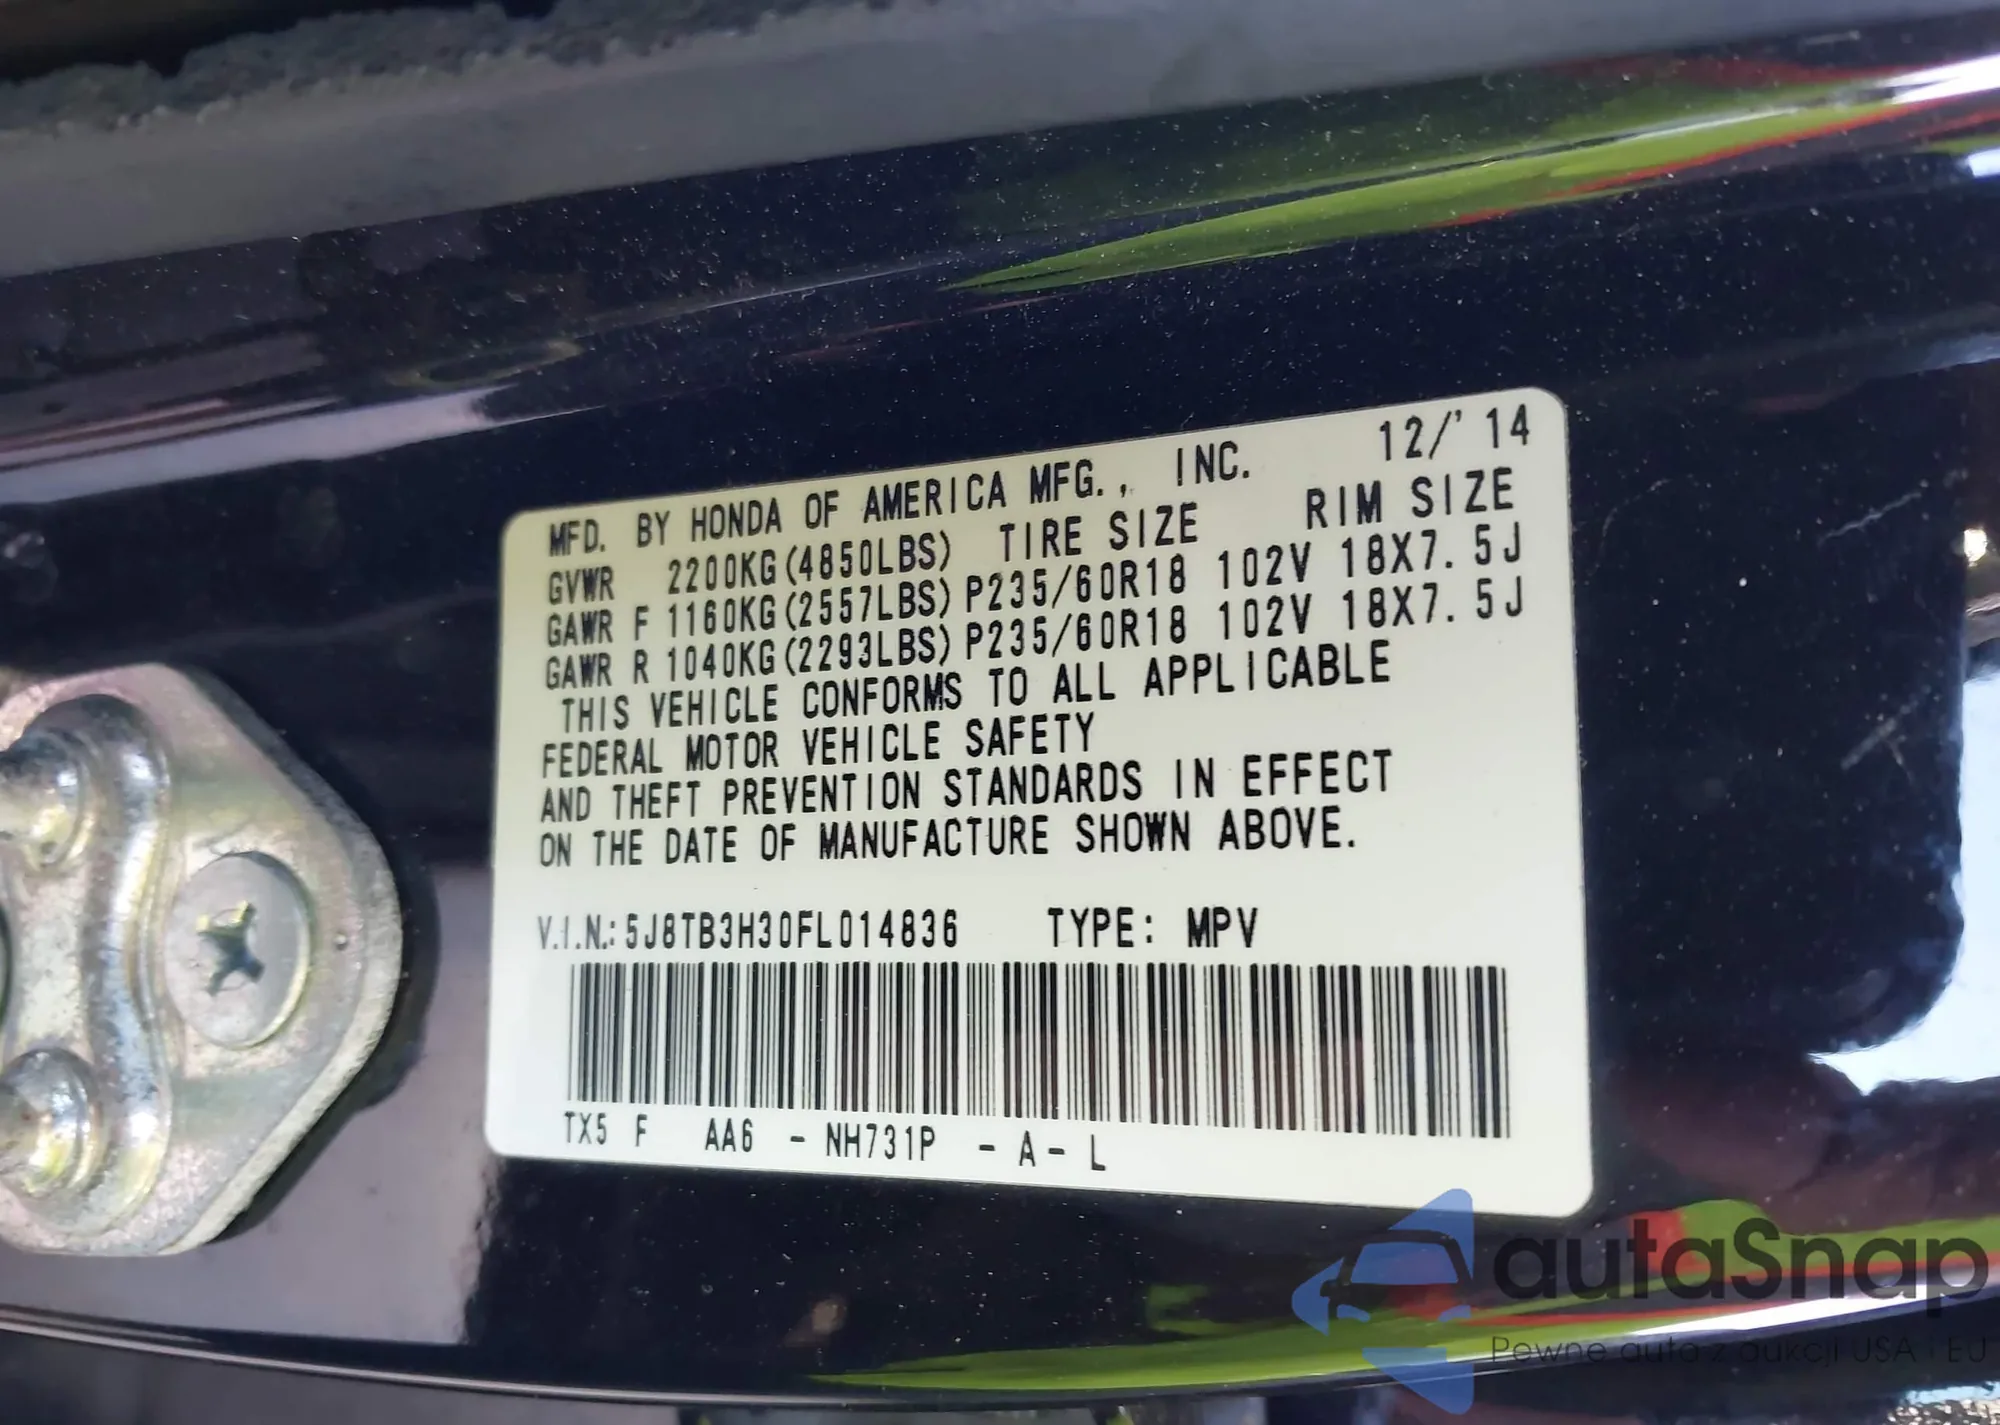 MFD. BY HONDA OF AMERICA MFG., INC. 12/'14
GVWR 2200KG(4850LBS) TIRE SIZE RIM SIZE
GAWR F 1160KG(2557LBS) P235/60R18 102V 18X7.5J
GAWR R 1040KG(2293LBS) P235/60R18 102V 18X7.5J
THIS VEHICLE CONFORMS TO ALL APPLICABLE
FEDERAL MOTOR VEHICLE SAFETY
AND THEFT PREVENTION STANDARDS IN EFFECT
ON THE DATE OF MANUFACTURE SHOWN ABOVE.
V.I.N.: 5J8TB3H30FL014836 TYPE: MPV
TX5 F AA6 - NH731P - A - L
autaSnap
Pewne auto z aukcji USA i EU